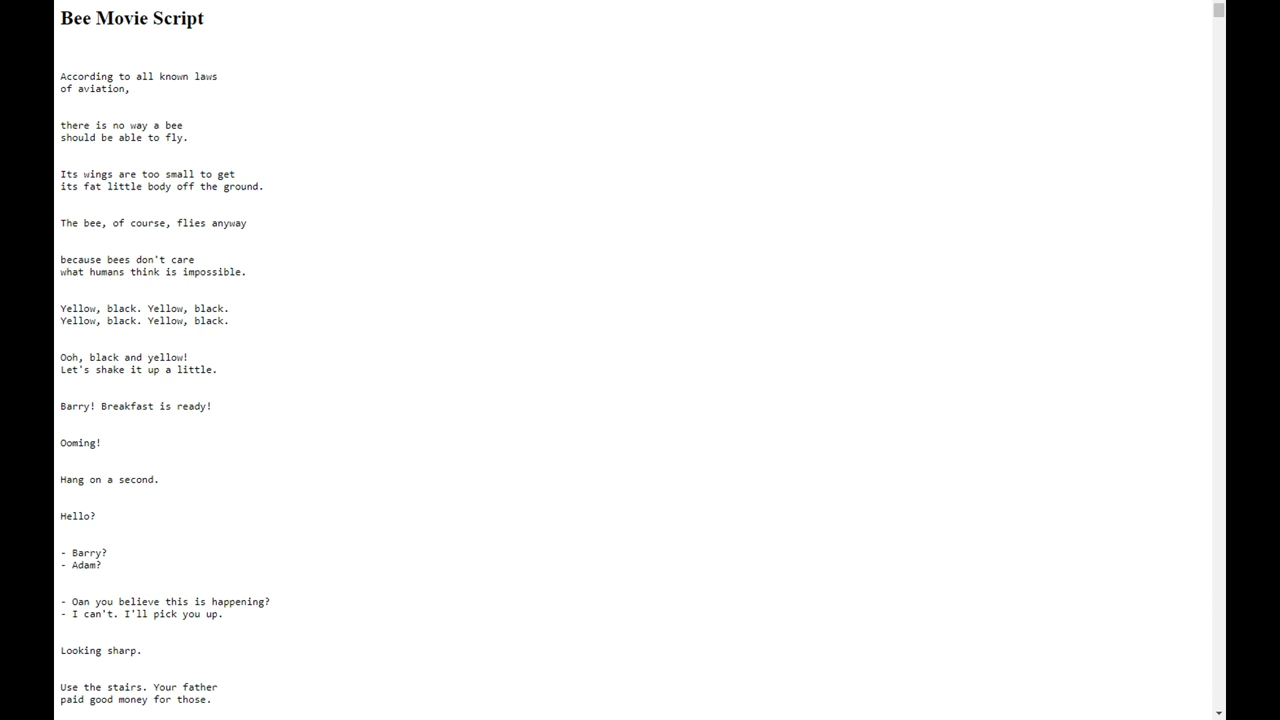 Bee Movie Script
According to all known laws
of aviation,
there is no way a bee
should be able to fly.
Its wings are too small to get
its fat little body off the ground.
The bee, of course, flies anyway
because bees don't care
what humans think is impossible.
Yellow, black. Yellow, black.
Yellow, black. Yellow, black.
Ooh, black and yellow!
Let's shake it up a little.
Barry! Breakfast is ready!
Ooming!
Hang on a second.
Hello?
- Barry?
- Adam?
- Oan you believe this is happening?
- I can't. I'll pick you up.
Looking sharp.
Use the stairs. Your father
paid good money for those.